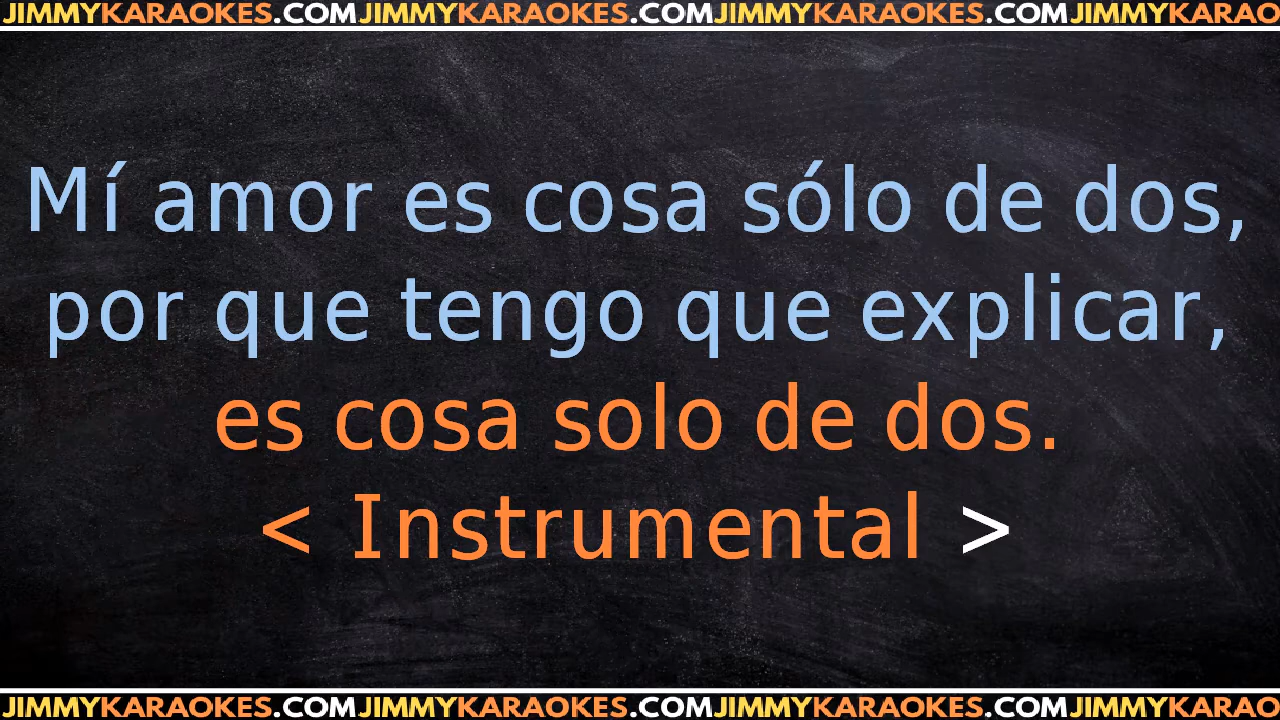 JIMMYKARAOKES.COMJIMMYKARAOKES.COMJIMMYKARAOKES.COMJIMMYKARAO
Mí amor es cosa sólo de dos,
por que tengo que explicar,
es cosa solo de dos.
< Instrumental >
JIMMYKARAOKES.COMJIMMYKARAOKES.COMJIMMYKARAOKES.COMJIMMYKARAO